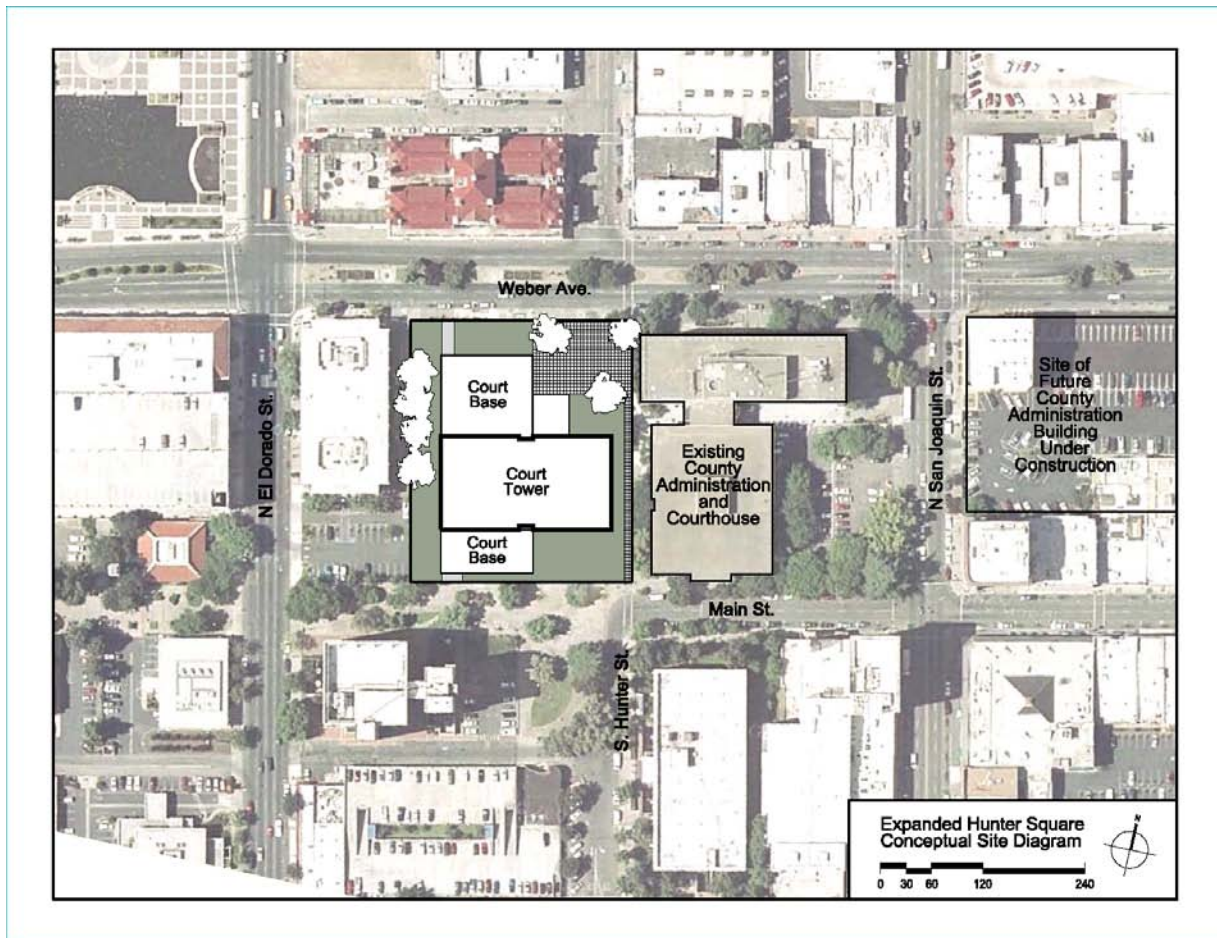 Weber Ave.
Court
Base
Court
Tower
Court
Base
Existing
County
Administration
and
Courthouse
Site of
Future
County
Administration
Building
Under
Construction
N El Dorado St.
N San Joaquin St.
Main St.
S. Hunter St.
Expanded Hunter Square
Conceptual Site Diagram
N
0 30 60 120 240